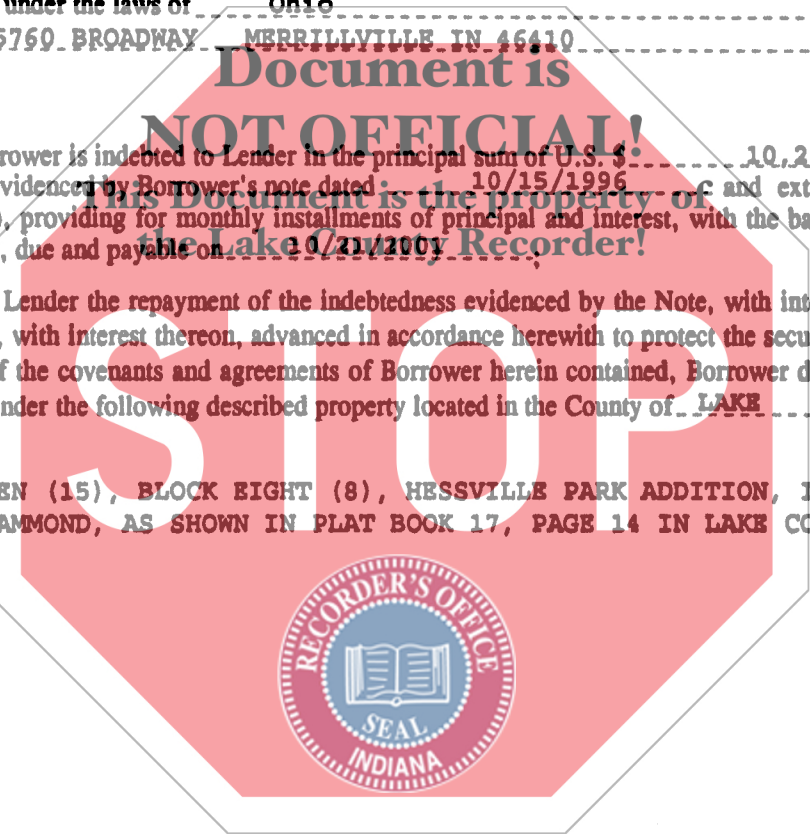 under the laws of Ohio
5760 BROADWAY MERRILLVILLE IN 46410
Document is
NOT OFFICIAL!
rower is indebted to Lender in the principal sum of U.S. $ 10,2
videnced by Borrower's note dated 10/15/1996 and ext
This Document is the property of
), providing for monthly installments of principal and interest, with the ba
the Lake County Recorder!
, due and payable on 10/21/2001 ;
Lender the repayment of the indebtedness evidenced by the Note, with int
, with interest thereon, advanced in accordance herewith to protect the secu
f the covenants and agreements of Borrower herein contained, Borrower d
nder the following described property located in the County of LAKE
STOP
EN (15), BLOCK EIGHT (8), HESSVILLE PARK ADDITION, I
AMMOND, AS SHOWN IN PLAT BOOK 17, PAGE 14 IN LAKE CO
RECORDER'S OFFICE
SEAL
INDIANA